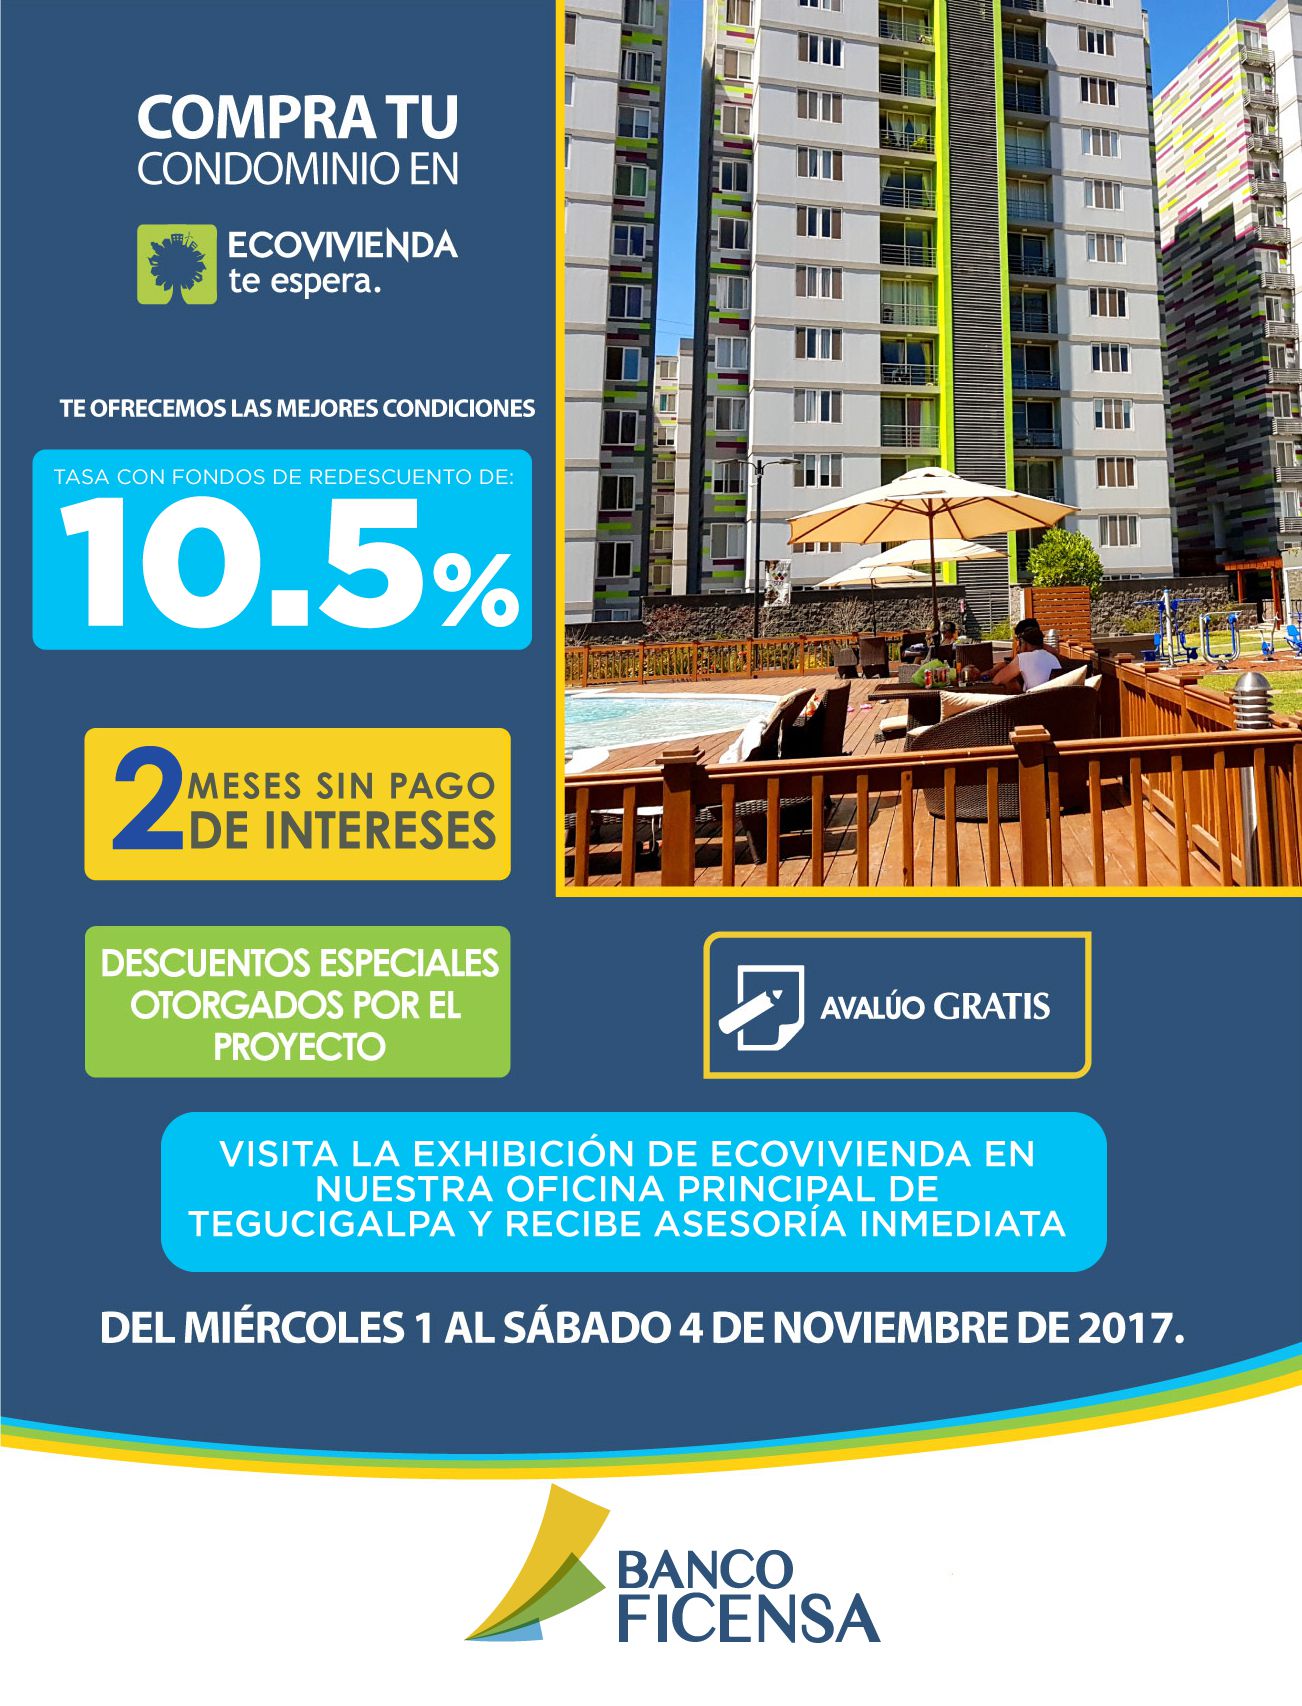 COMPRA TU
CONDOMINIO EN
ECOVIVIENDA
te espera.
TE OFRECEMOS LAS MEJORES CONDICIONES
TASA CON FONDOS DE REDESCUENTO DE:
10.5%
2 MESES SIN PAGO
DE INTERESES
DESCUENTOS ESPECIALES
OTORGADOS POR EL
PROYECTO
AVALÚO GRATIS
VISITA LA EXHIBICIÓN DE ECOVIVIENDA EN
NUESTRA OFICINA PRINCIPAL DE
TEGUCIGALPA Y RECIBE ASESORÍA INMEDIATA
DEL MIÉRCOLES 1 AL SÁBADO 4 DE NOVIEMBRE DE 2017.
BANCO
FICENSA